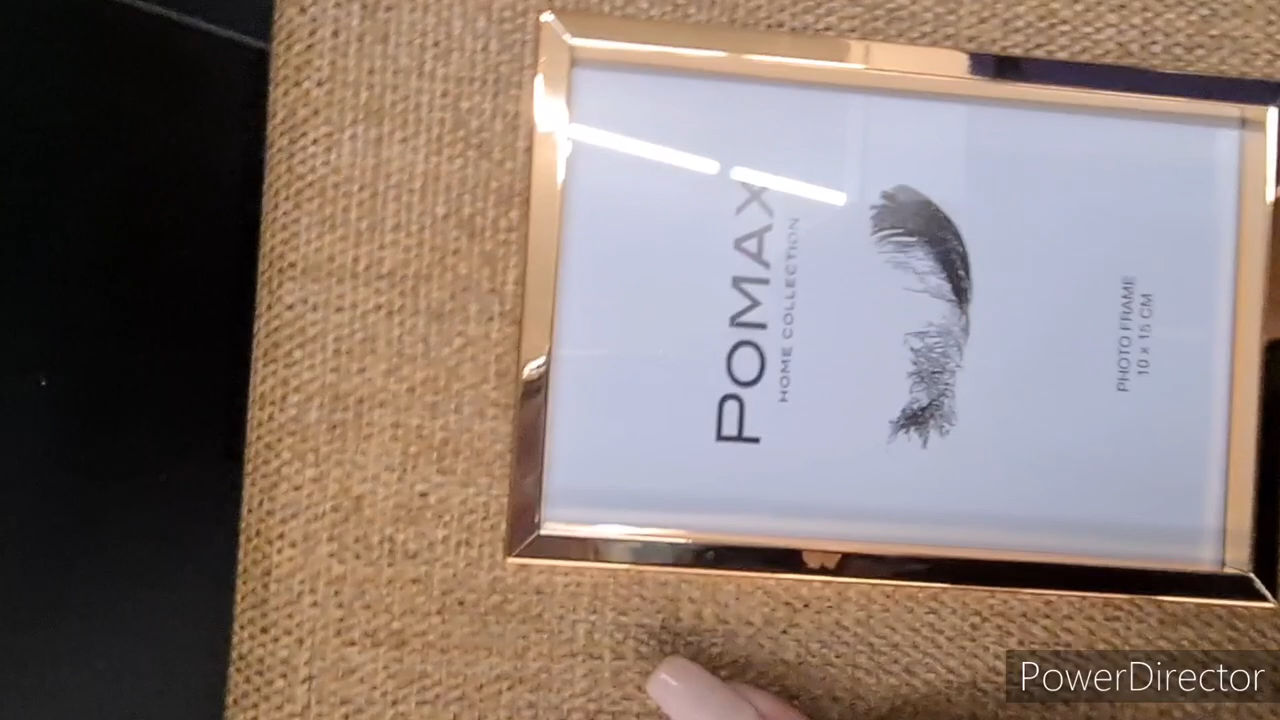 POMAX
HOME COLLECTION
PHOTO FRAME
10 x 15 CM
PowerDirector